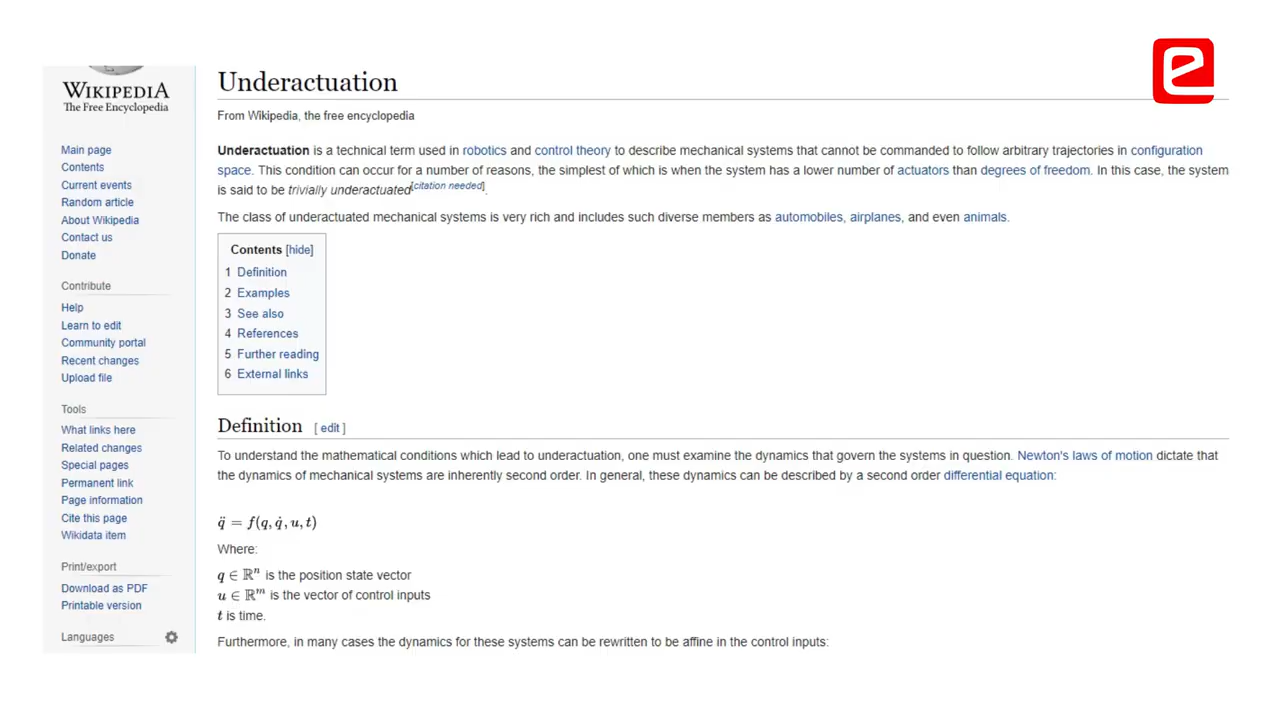 WIKIPEDIA
The Free Encyclopedia
Main page
Contents
Current events
Random article
About Wikipedia
Contact us
Donate
Contribute
Help
Learn to edit
Community portal
Recent changes
Upload file
Tools
What links here
Related changes
Special pages
Permanent link
Page information
Cite this page
Wikidata item
Print/export
Download as PDF
Printable version
Languages
e
Underactuation
From Wikipedia, the free encyclopedia
Underactuation is a technical term used in robotics and control theory to describe mechanical systems that cannot be commanded to follow arbitrary trajectories in configuration
space. This condition can occur for a number of reasons, the simplest of which is when the system has a lower number of actuators than degrees of freedom. In this case, the system
is said to be trivially underactuated[citation needed].
The class of underactuated mechanical systems is very rich and includes such diverse members as automobiles, airplanes, and even animals.
Contents [hide]
1 Definition
2 Examples
3 See also
4 References
5 Further reading
6 External links
Definition [ edit ]
To understand the mathematical conditions which lead to underactuation, one must examine the dynamics that govern the systems in question. Newton's laws of motion dictate that
the dynamics of mechanical systems are inherently second order. In general, these dynamics can be described by a second order differential equation:
q̈ = f(q, q̇, u, t)
Where:
q ∈ ℝⁿ is the position state vector
u ∈ ℝᵐ is the vector of control inputs
t is time.
Furthermore, in many cases the dynamics for these systems can be rewritten to be affine in the control inputs: